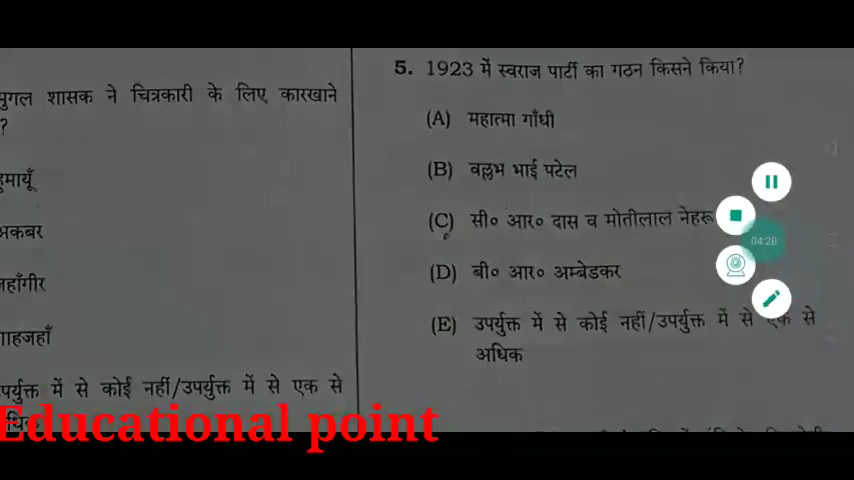 मुगल शासक ने चित्रकारी के लिए कारखाने
?
हुमायूँ
अकबर
जहाँगीर
शाहजहाँ
उपर्युक्त में से कोई नहीं/उपर्युक्त में से एक से
5. 1923 में स्वराज पार्टी का गठन किसने किया?
(A) महात्मा गाँधी
(B) वल्लभ भाई पटेल
(C) सी० आर० दास व मोतीलाल नेहरू
(D) बी० आर० अम्बेडकर
(E) उपर्युक्त में से कोई नहीं/उपर्युक्त में से एक से
अधिक
04:28
Educational point